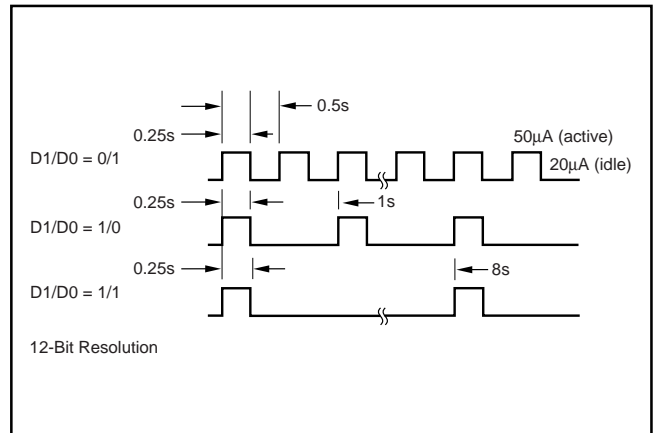 0.5s
0.25s
50μA (active)
D1/D0 = 0/1
20μA (idle)
0.25s
1s
D1/D0 = 1/0
0.25s
8s
D1/D0 = 1/1
12-Bit Resolution